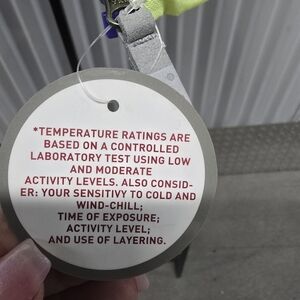 *TEMPERATURE RATINGS ARE
BASED ON A CONTROLLED
LABORATORY TEST USING LOW
AND MODERATE
ACTIVITY LEVELS. ALSO CONSID-
ER: YOUR SENSITIVY TO COLD AND
WIND-CHILL;
TIME OF EXPOSURE;
ACTIVITY LEVEL;
AND USE OF LAYERING.